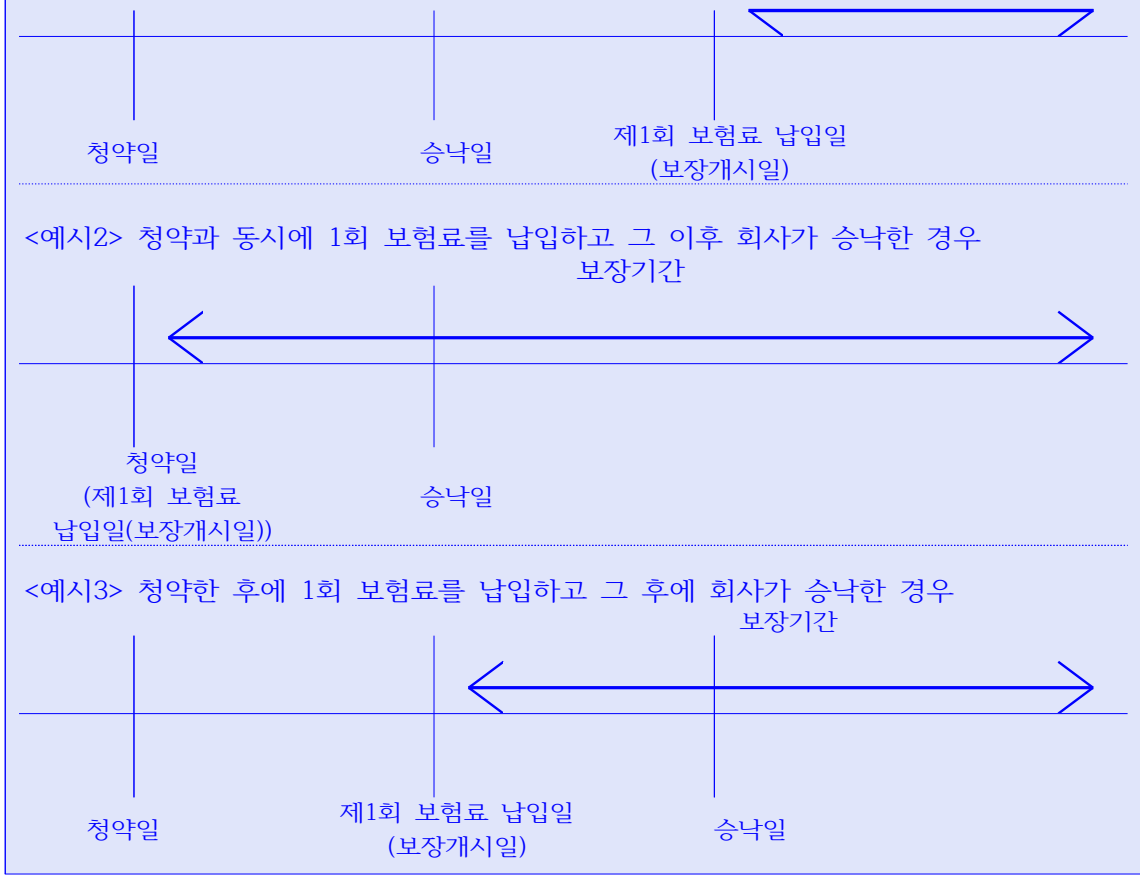 청약일
승낙일
제1회 보험료 납입일
(보장개시일)
<예시2> 청약과 동시에 1회 보험료를 납입하고 그 이후 회사가 승낙한 경우
보장기간
청약일
(제1회 보험료
납입일(보장개시일))
승낙일
<예시3> 청약한 후에 1회 보험료를 납입하고 그 후에 회사가 승낙한 경우
보장기간
청약일
제1회 보험료 납입일
(보장개시일)
승낙일